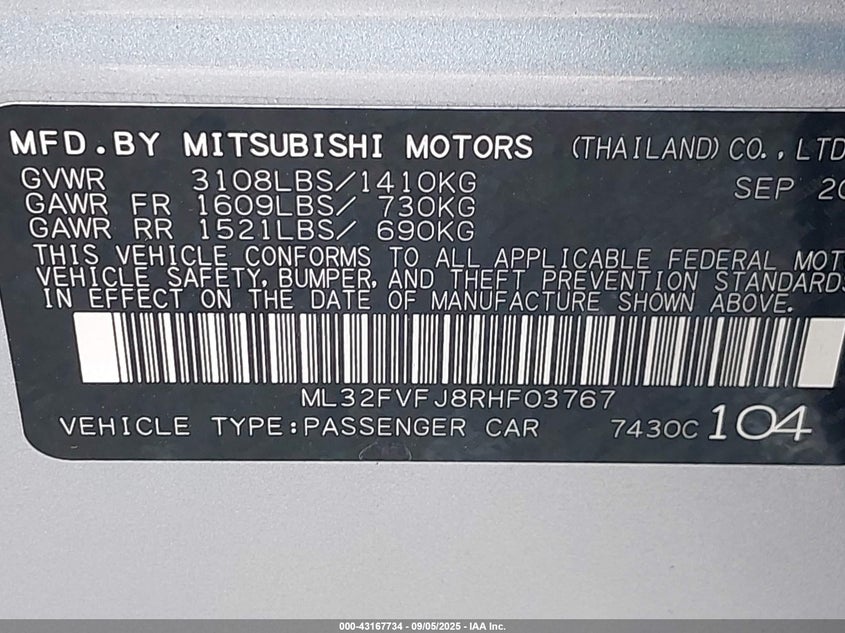 MFD.BY MITSUBISHI MOTORS (THAILAND) CO., LTD
GVWR 3108LBS/1410KG SEP 20
GAWR FR 1609LBS/ 730KG
GAWR RR 1521LBS/ 690KG
THIS VEHICLE CONFORMS TO ALL APPLICABLE FEDERAL MOT
VEHICLE SAFETY, BUMPER, AND THEFT PREVENTION STANDARDS
IN EFFECT ON THE DATE OF MANUFACTURE SHOWN ABOVE.
ML32FVFJ8RHF03767
VEHICLE TYPE:PASSENGER CAR 7430C 104
000-43167734 - 09/05/2025 - IAA Inc.